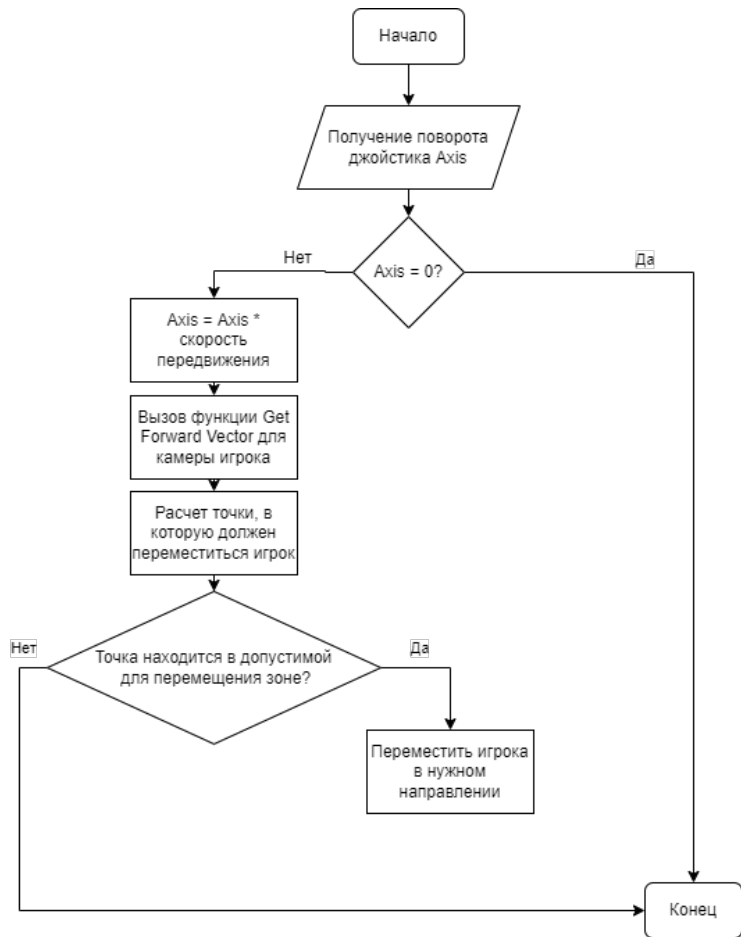 Начало
Получение поворота
джойстика Axis
Axis = 0?
Нет
Да
Axis = Axis *
скорость
передвижения
Вызов функции Get
Forward Vector для
камеры игрока
Расчет точки, в
которую должен
переместиться игрок
Нет
Точка находится в допустимой
для перемещения зоне?
Да
Переместить игрока
в нужном
направлении
Конец